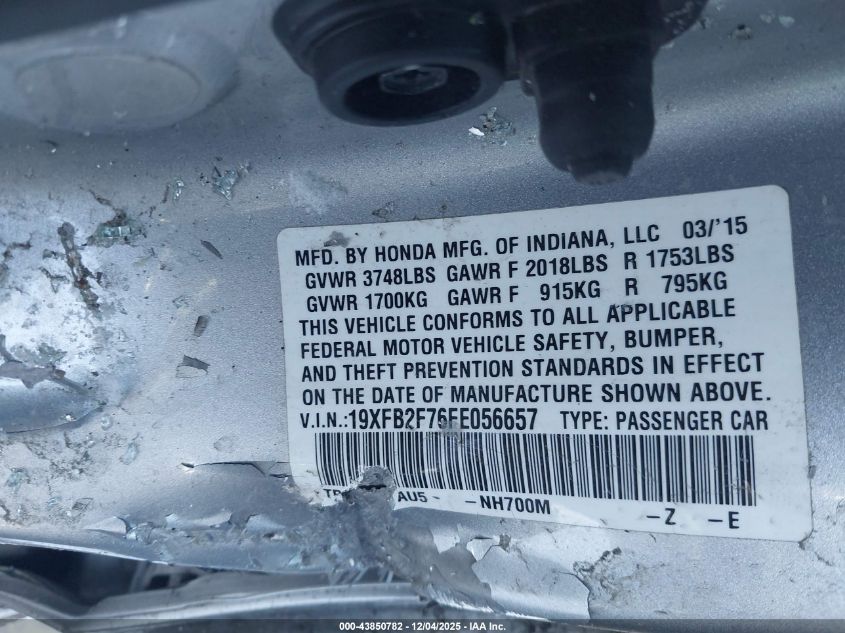 MFD. BY HONDA MFG. OF INDIANA, LLC 03/'15
GVWR 3748LBS GAWR F 2018LBS R 1753LBS
GVWR 1700KG GAWR F 915KG R 795KG
THIS VEHICLE CONFORMS TO ALL APPLICABLE
FEDERAL MOTOR VEHICLE SAFETY, BUMPER,
AND THEFT PREVENTION STANDARDS IN EFFECT
ON THE DATE OF MANUFACTURE SHOWN ABOVE.
V.I.N.:19XFB2F76FE056657 TYPE: PASSENGER CAR
AU5- -NH700M -Z -E
000-43850782 - 12/04/2025 - IAA Inc.